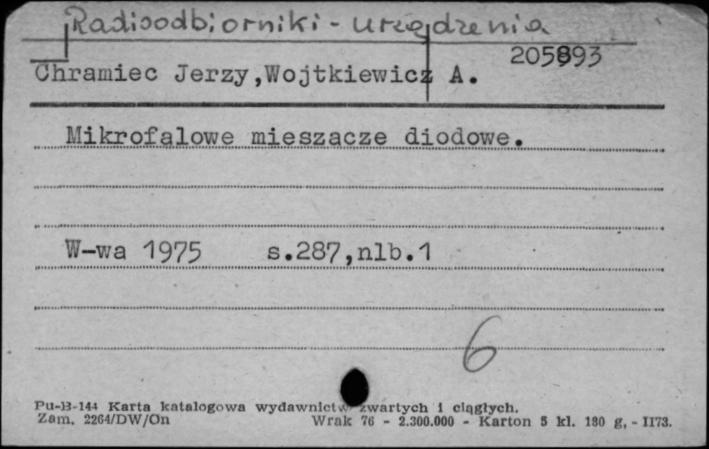 Radioodbiorniki - urządzenia
205893
Chramiec Jerzy,Wojtkiewicz A.
Mikrofalowe mieszacze diodowe.
W-wa 1975 s.287,nlb.1
6
Pu-B-144 Karta katalogowa wydawnictw zwartych i ciągłych.
Zam. 2264/DW/On Wrak 76 - 2.300.000 - Karton 5 kl. 180 g, - II73.